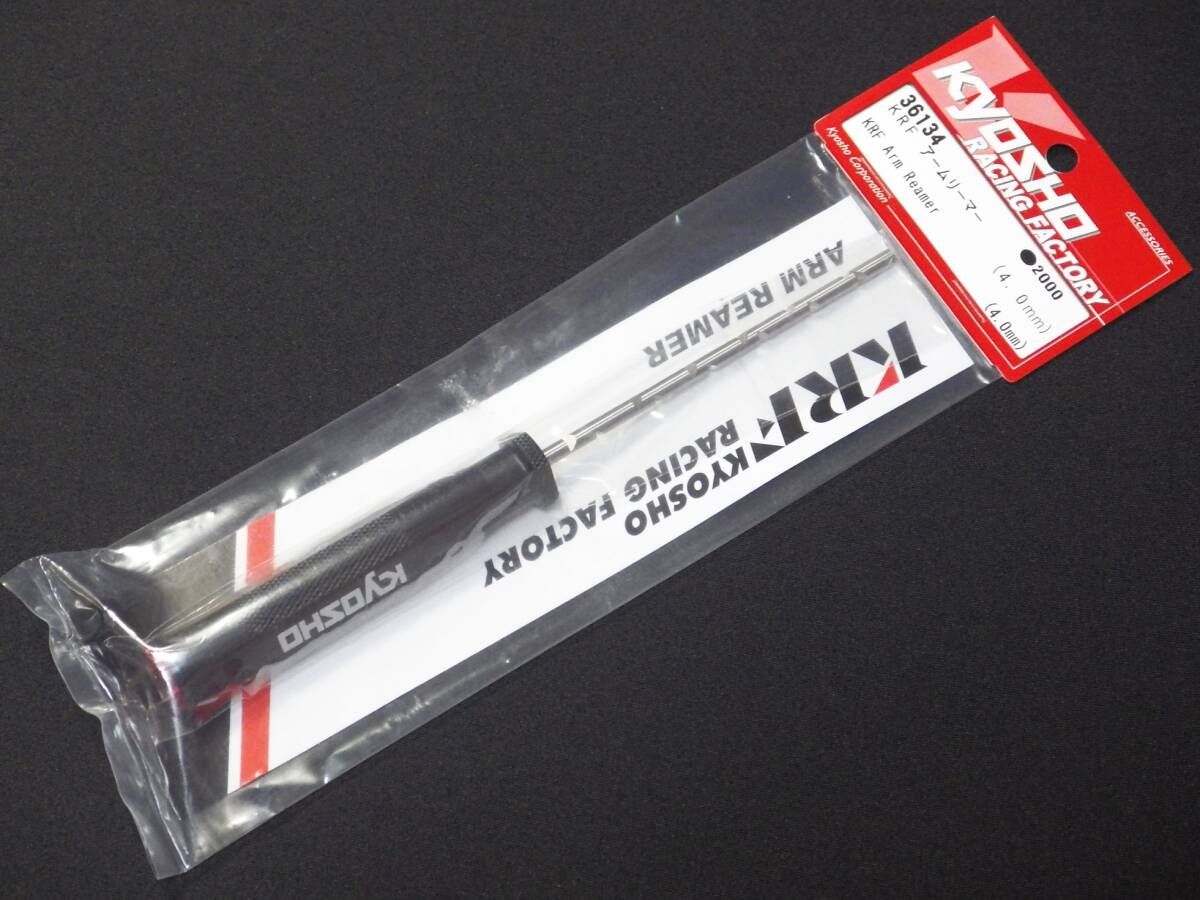 KYOSHO
RACING FACTORY
ACCESSORIES
36134
KRF アームリーマー
KRF Arm Reamer
●2000
(4.0mm)
(4.0mm)
Kyosho Corporation
ARM REAMER
KRF
KYOSHO
RACING FACTORY
KYOSHO